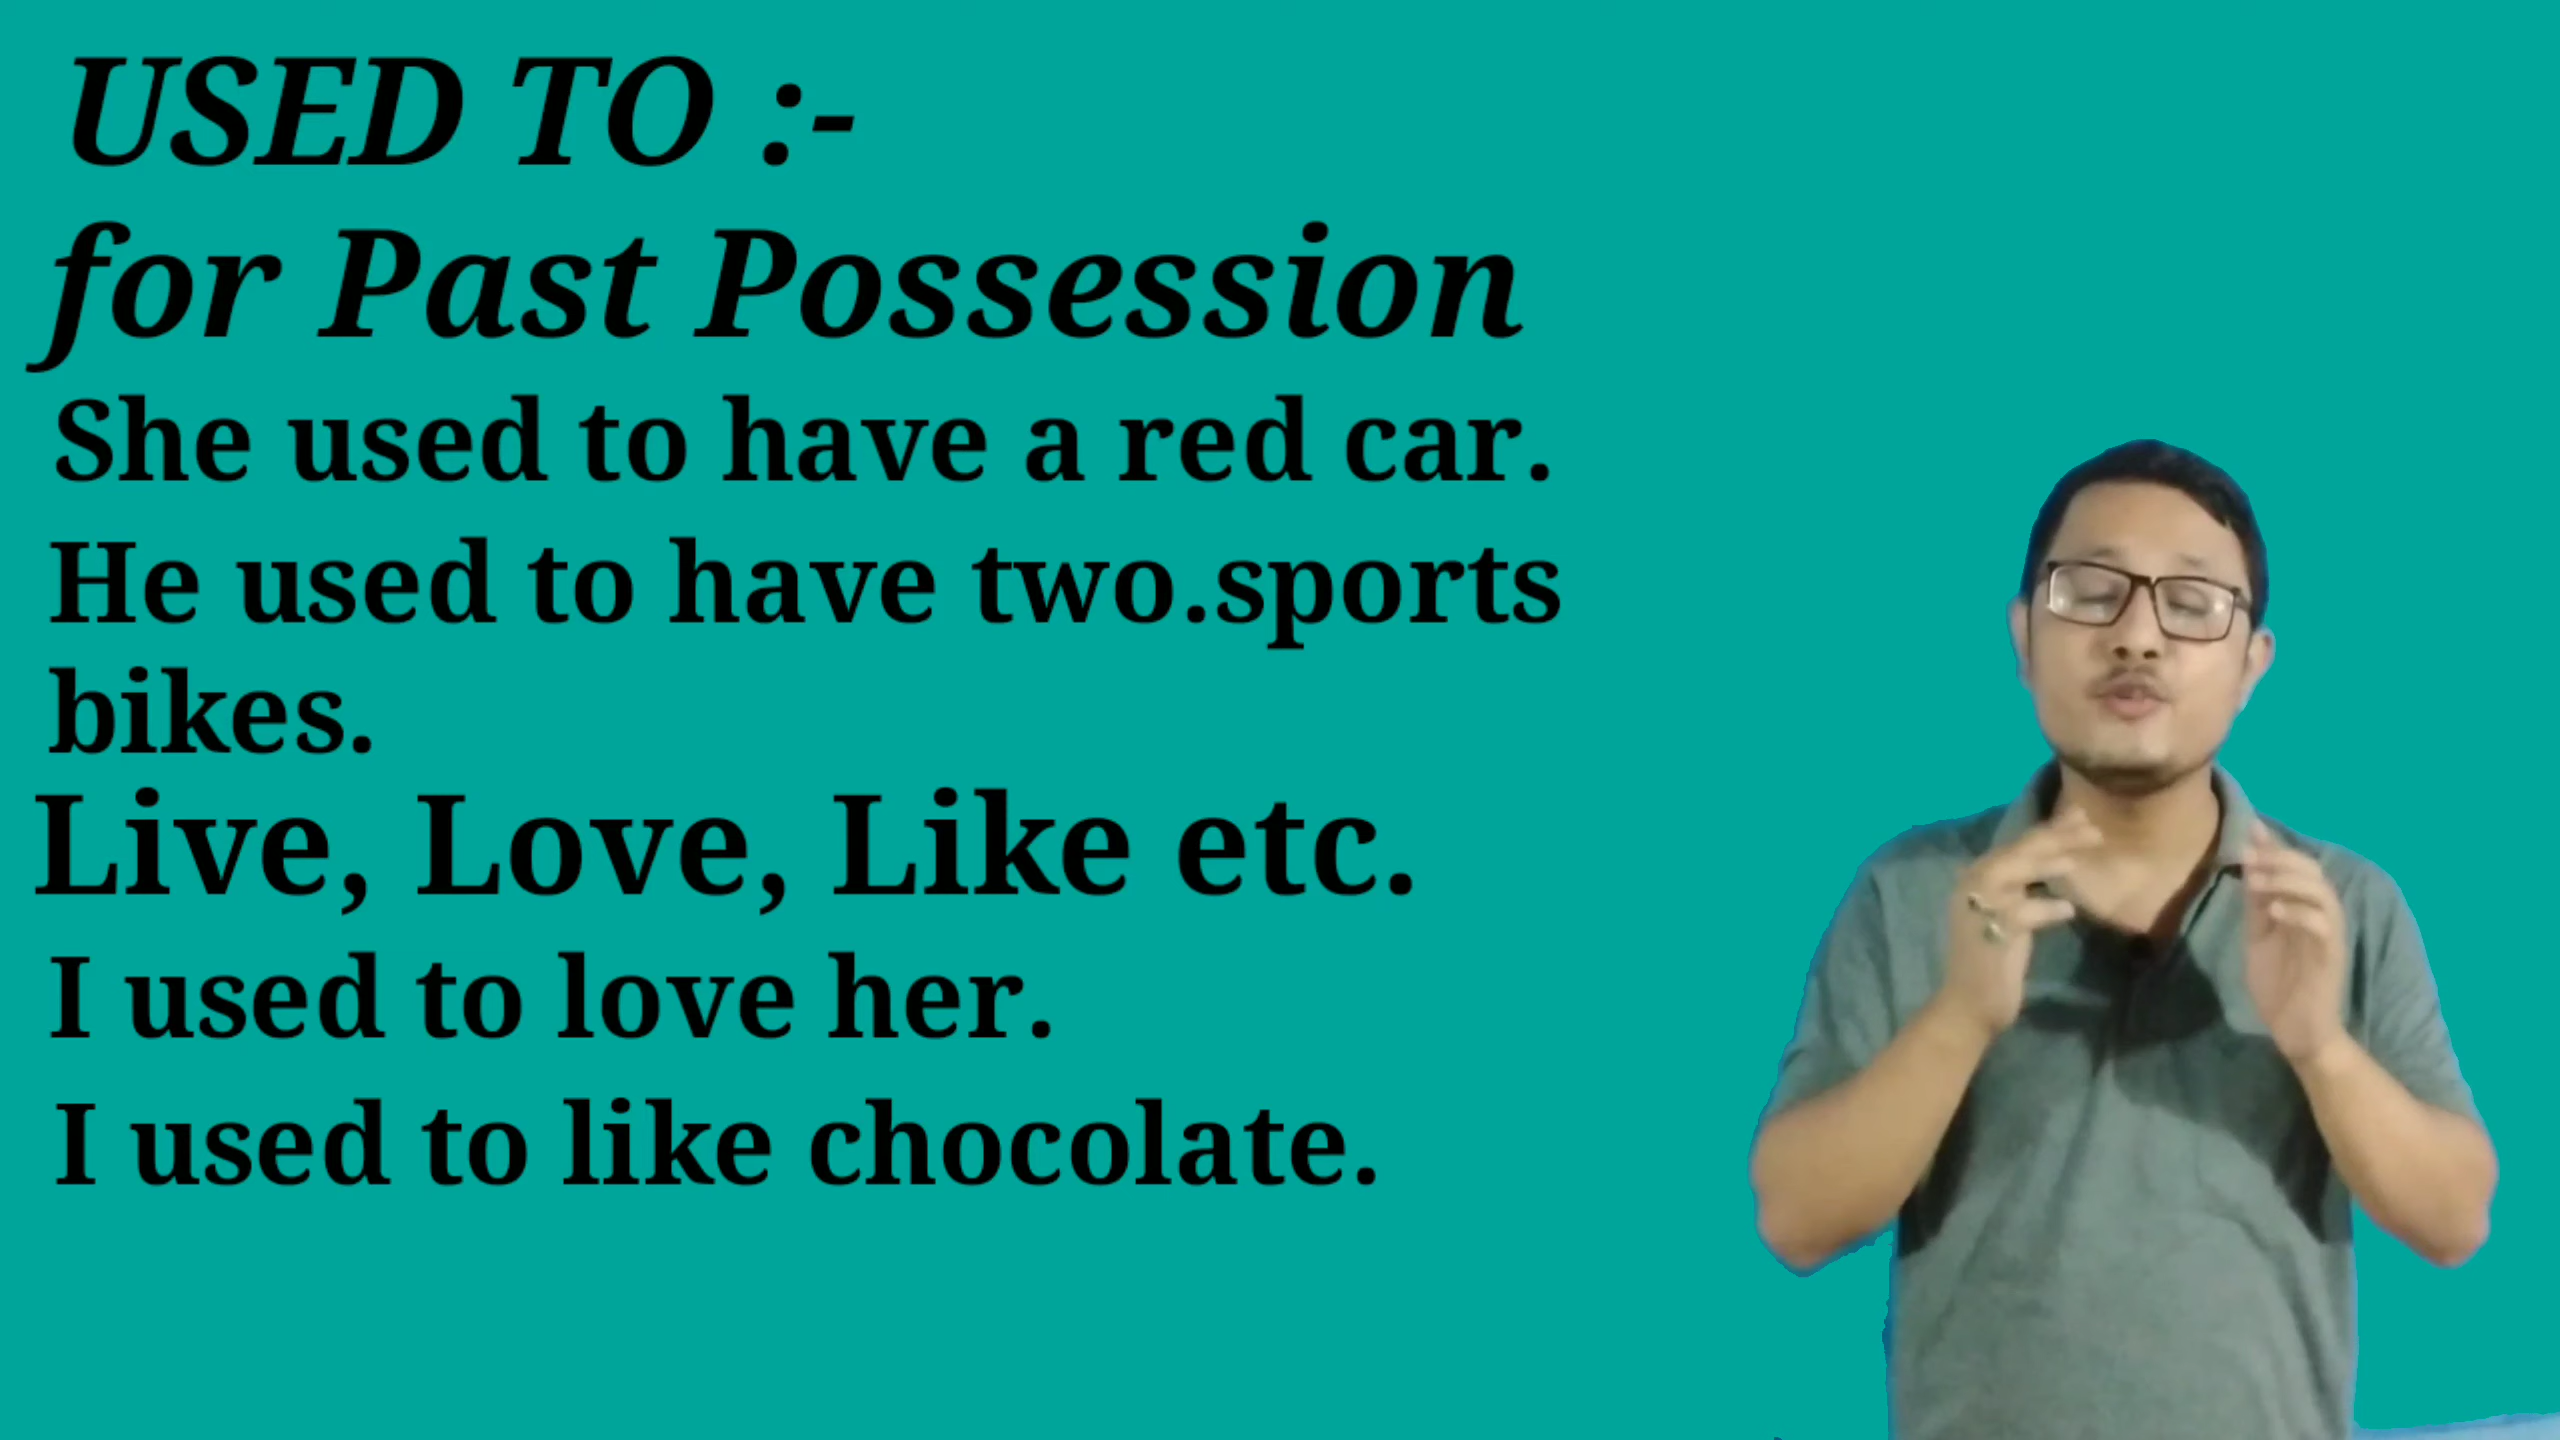 USED TO :-
for Past Possession
She used to have a red car.
He used to have two.sports
bikes.
Live, Love, Like etc.
I used to love her.
I used to like chocolate.